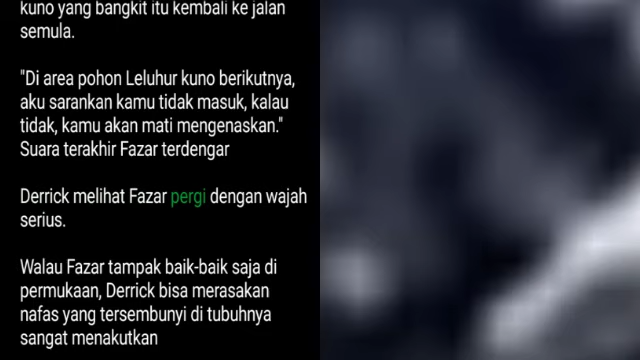 kuno yang bangkit itu kembali ke jalan
semula.
"Di area pohon Leluhur kuno berikutnya,
aku sarankan kamu tidak masuk, kalau
tidak, kamu akan mati mengenaskan."
Suara terakhir Fazar terdengar
Derrick melihat Fazar pergi dengan wajah
serius.
Walau Fazar tampak baik-baik saja di
permukaan, Derrick bisa merasakan
nafas yang tersembunyi di tubuhnya
sangat menakutkan